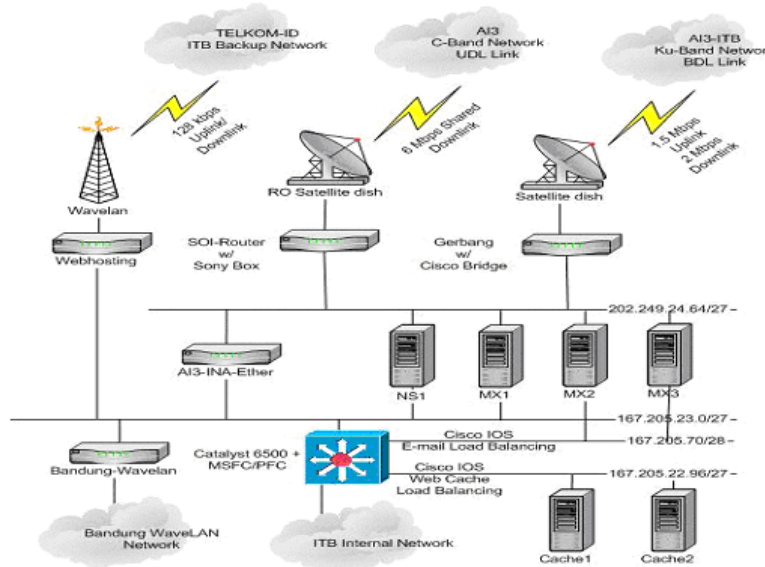 TELKOM-ID
ITB Backup Network
AI3
C-Band Network
UDL Link
AI3-ITB
Ku-Band Network
BDL Link
128 kbps
Uplink/
Downlink
6 Mbps Shared
Downlink
1.5 Mbps
Uplink
2 Mbps
Downlink
Wavelan
RO Satellite dish
Satellite dish
Webhosting
SOI-Router
w/
Sony Box
Gerbang
w/
Cisco Bridge
202.249.24.64/27
AI3-INA-Ether
NS1
MX1
MX2
MX3
167.205.23.0/27
Bandung-Wavelan
Catalyst 6500 +
MSFC/PFC
Cisco IOS
E-mail Load Balancing
167.205.70/28
Cisco IOS
Web Cache
Load Balancing
167.205.22.96/27
Bandung WaveLAN
Network
ITB Internal Network
Cache1
Cache2